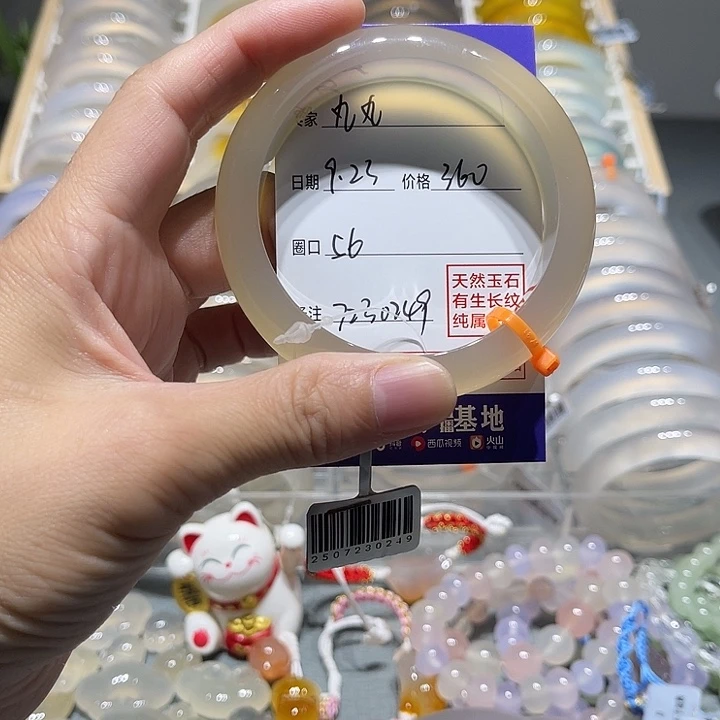 家 丸丸
日期 9.23 价格 360
圈口 56
注 7230249
天然玉石
有生长纹
纯属
播基地
西瓜视频 火山
2507230249